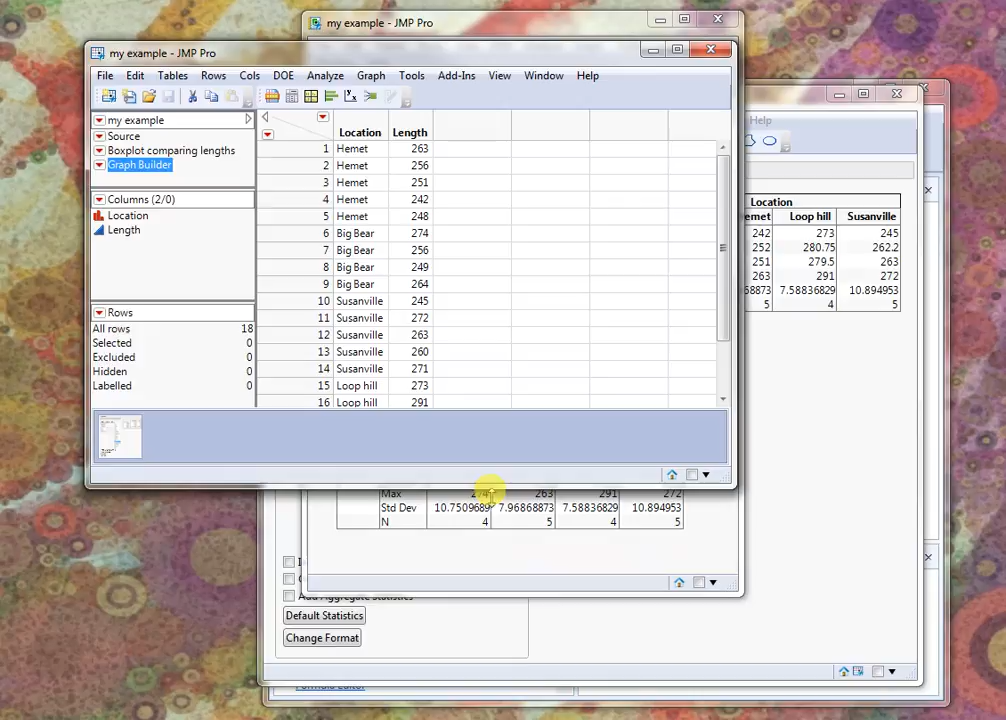 my example - JMP Pro
my example - JMP Pro
File Edit Tables Rows Cols DOE Analyze Graph Tools Add-Ins View Window Help
Help
my example
Source
Boxplot comparing lengths
Graph Builder
Columns (2/0)
Location
Length
Rows
All rows 18
Selected 0
Excluded 0
Hidden 0
Labelled 0
Location Length
1 Hemet 263
2 Hemet 256
3 Hemet 251
4 Hemet 242
5 Hemet 248
6 Big Bear 274
7 Big Bear 256
8 Big Bear 249
9 Big Bear 264
10 Susanville 245
11 Susanville 272
12 Susanville 263
13 Susanville 260
14 Susanville 271
15 Loop hill 273
16 Loop hill 291
Location
emet Loop hill Susanville
242 273 245
252 280.75 262.2
251 279.5 263
263 291 272
68873 7.58836829 10.894953
5 4 5
Max 274 263 291 272
Std Dev 10.7509689 7.96868873 7.58836829 10.894953
N 4 5 4 5
Add Aggregate Statistics
Default Statistics
Change Format
Formula Editor